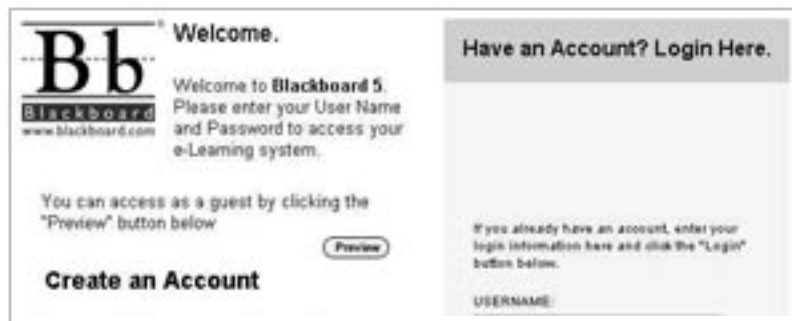 Bb
Blackboard
www.blackboard.com
Welcome.
Welcome to Blackboard 5.
Please enter your User Name
and Password to access your
e-Learning system.
You can access as a guest by clicking the
"Preview" button below
Preview
Create an Account
Have an Account? Login Here.
If you already have an account, enter your
login information here and click the "Login"
button below.
USERNAME: